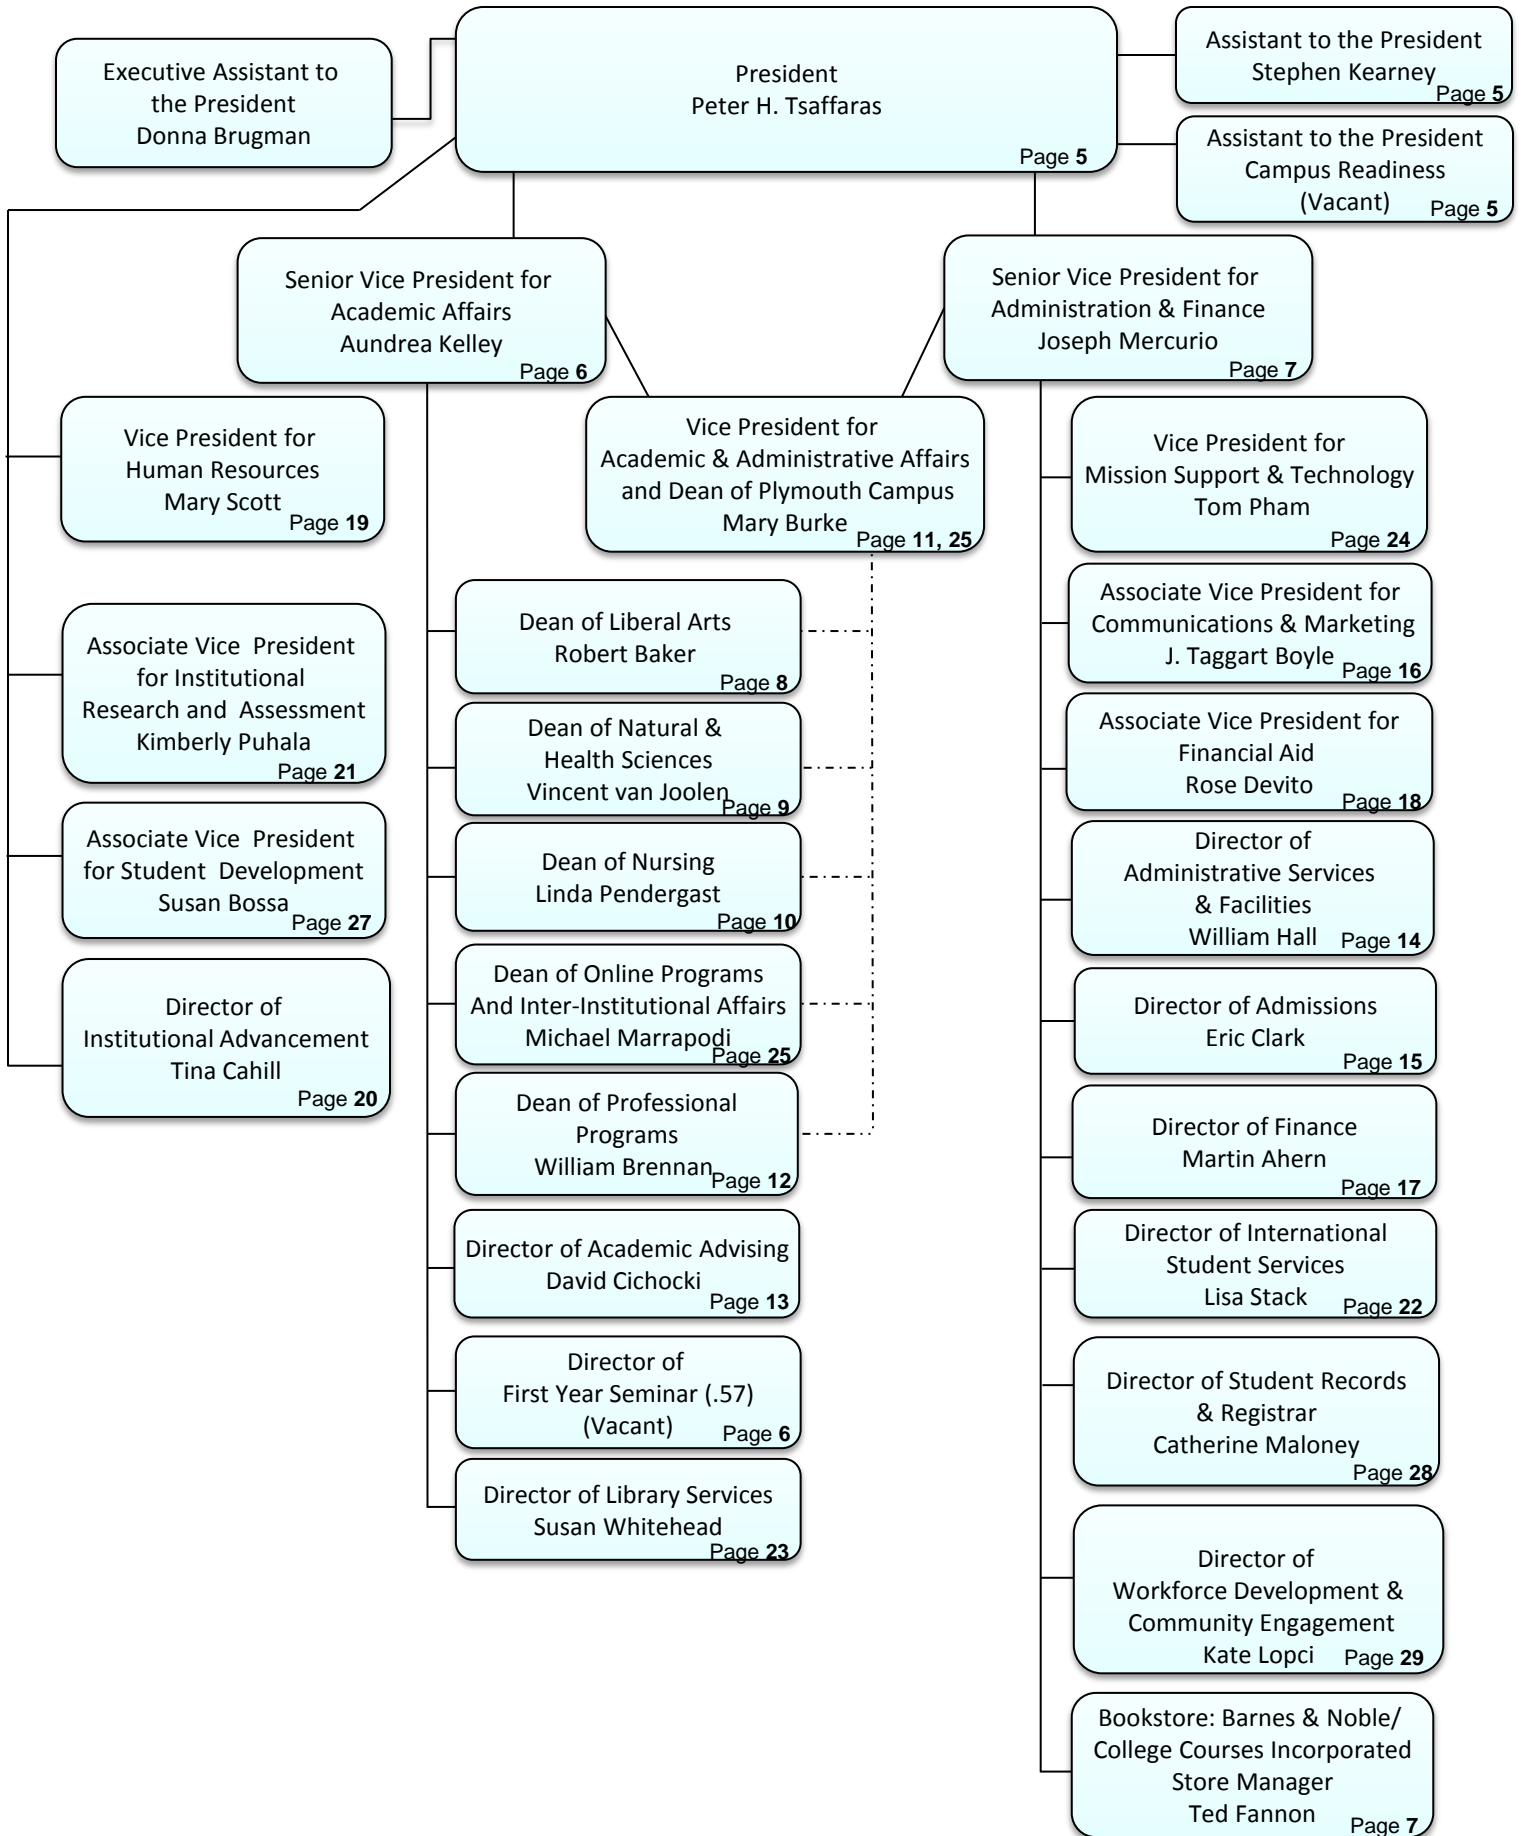 Executive Assistant to
the President
Donna Brugman
President
Peter H. Tsaffaras
Page 5
Assistant to the President
Stephen Kearney
Page 5
Assistant to the President
Campus Readiness
(Vacant)
Page 5
Senior Vice President for
Academic Affairs
Aundrea Kelley
Page 6
Senior Vice President for
Administration & Finance
Joseph Mercurio
Page 7
Vice President for
Human Resources
Mary Scott
Page 19
Associate Vice  President
for Institutional
Research and  Assessment
Kimberly Puhala
Page 21
Associate Vice  President
for Student  Development
Susan Bossa
Page 27
Director of
Institutional Advancement
Tina Cahill
Page 20
Vice President for
Academic & Administrative Affairs
and Dean of Plymouth Campus
Mary Burke
Page 11, 25
Dean of Liberal Arts
Robert Baker
Page 8
Dean of Natural &
Health Sciences
Vincent van Joolen
Page 9
Dean of Nursing
Linda Pendergast
Page 10
Dean of Online Programs
And Inter-Institutional Affairs
Michael Marrapodi
Page 25
Dean of Professional
Programs
William Brennan
Page 12
Director of Academic Advising
David Cichocki
Page 13
Director of
First Year Seminar (.57)
(Vacant)
Page 6
Director of Library Services
Susan Whitehead
Page 23
Vice President for
Mission Support & Technology
Tom Pham
Page 24
Associate Vice President for
Communications & Marketing
J. Taggart Boyle
Page 16
Associate Vice President for
Financial Aid
Rose Devito
Page 18
Director of
Administrative Services
& Facilities
William Hall
Page 14
Director of Admissions
Eric Clark
Page 15
Director of Finance
Martin Ahern
Page 17
Director of International
Student Services
Lisa Stack
Page 22
Director of Student Records
& Registrar
Catherine Maloney
Page 28
Director of
Workforce Development &
Community Engagement
Kate Lopci
Page 29
Bookstore: Barnes & Noble/
College Courses Incorporated
Store Manager
Ted Fannon
Page 7